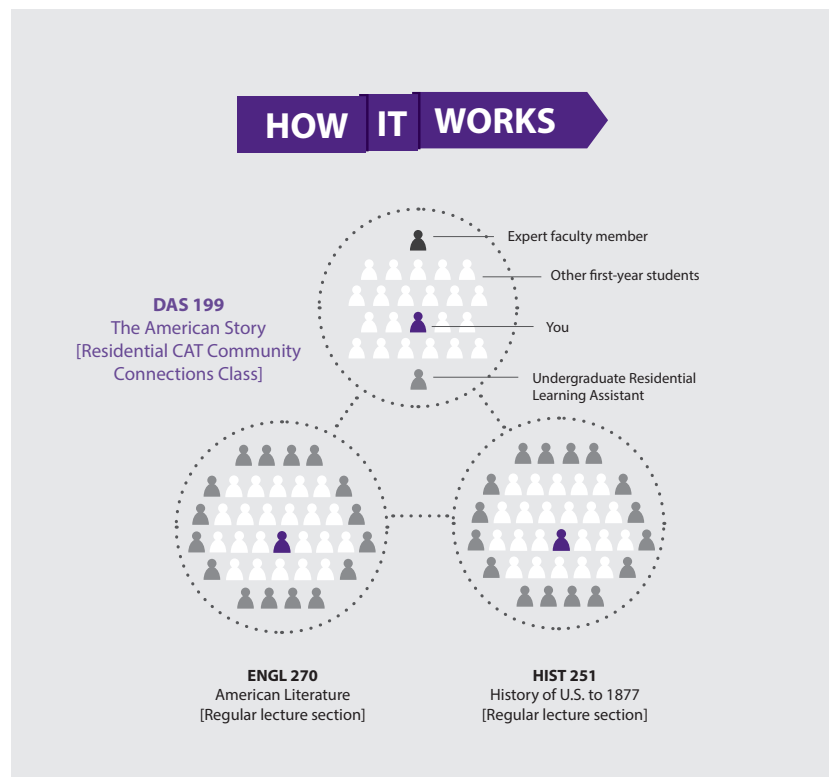 HOW IT WORKS
Expert faculty member
Other first-year students
You
Undergraduate Residential
Learning Assistant
DAS 199
The American Story
[Residential CAT Community
Connections Class]
ENGL 270
American Literature
[Regular lecture section]
HIST 251
History of U.S. to 1877
[Regular lecture section]